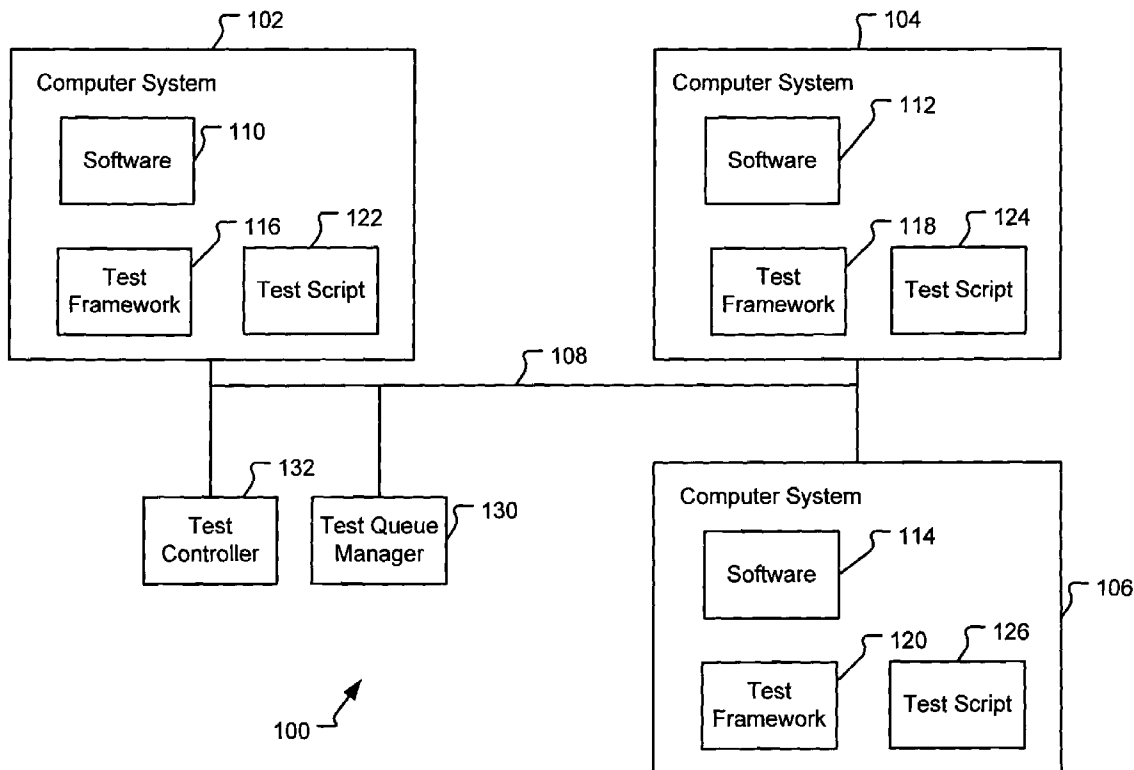 102
Computer System
Software
110
Test
Framework
116
Test Script
122
104
Computer System
Software
112
Test
Framework
118
Test Script
124
108
Test
Controller
132
Test Queue
Manager
130
Computer System
Software
114
106
Test
Framework
120
Test Script
126
100